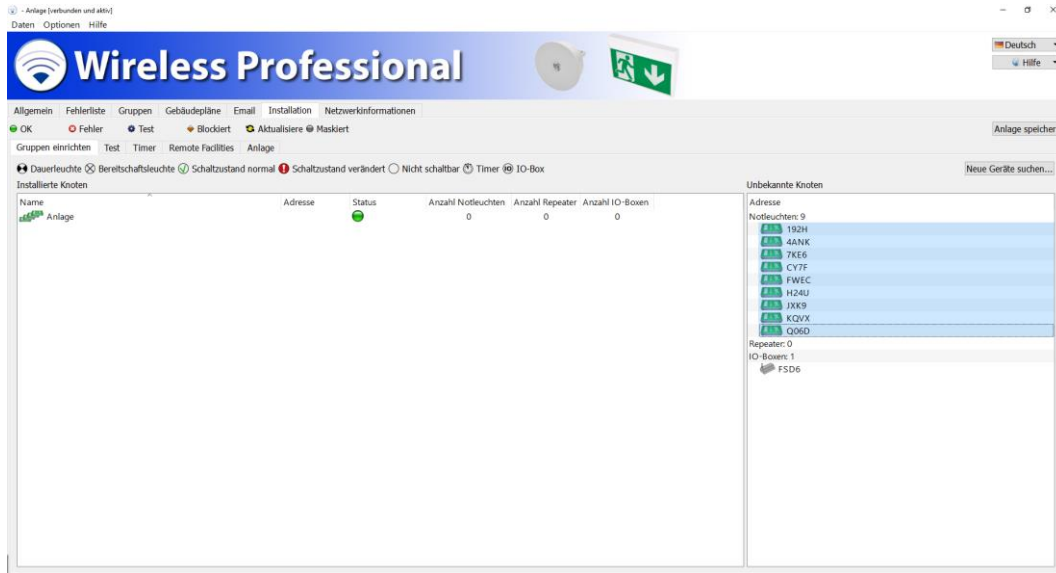 - Anlage [verbunden und aktiv]
Daten Optionen Hilfe
Wireless Professional
Deutsch
Hilfe
Allgemein Fehlerliste Gruppen Gebäudepläne Email Installation Netzwerkinformationen
OK Fehler Test Blockiert Aktualisiere Maskiert Anlage speicher
Gruppen einrichten Test Timer Remote Facilities Anlage
Dauerleuchte Bereitschaftsleuchte Schaltzustand normal Schaltzustand verändert Nicht schaltbar Timer IO IO-Box Neue Geräte suchen...
Installierte Knoten Unbekannte Knoten
Name Adresse Status Anzahl Notleuchten Anzahl Repeater Anzahl IO-Boxen
Anlage 0 0 0
Adresse
Notleuchten: 9
192H
4ANK
7KE6
CY7F
FWEC
H24U
JXK9
KQVX
Q06D
Repeater: 0
IO-Boxen: 1
FSD6